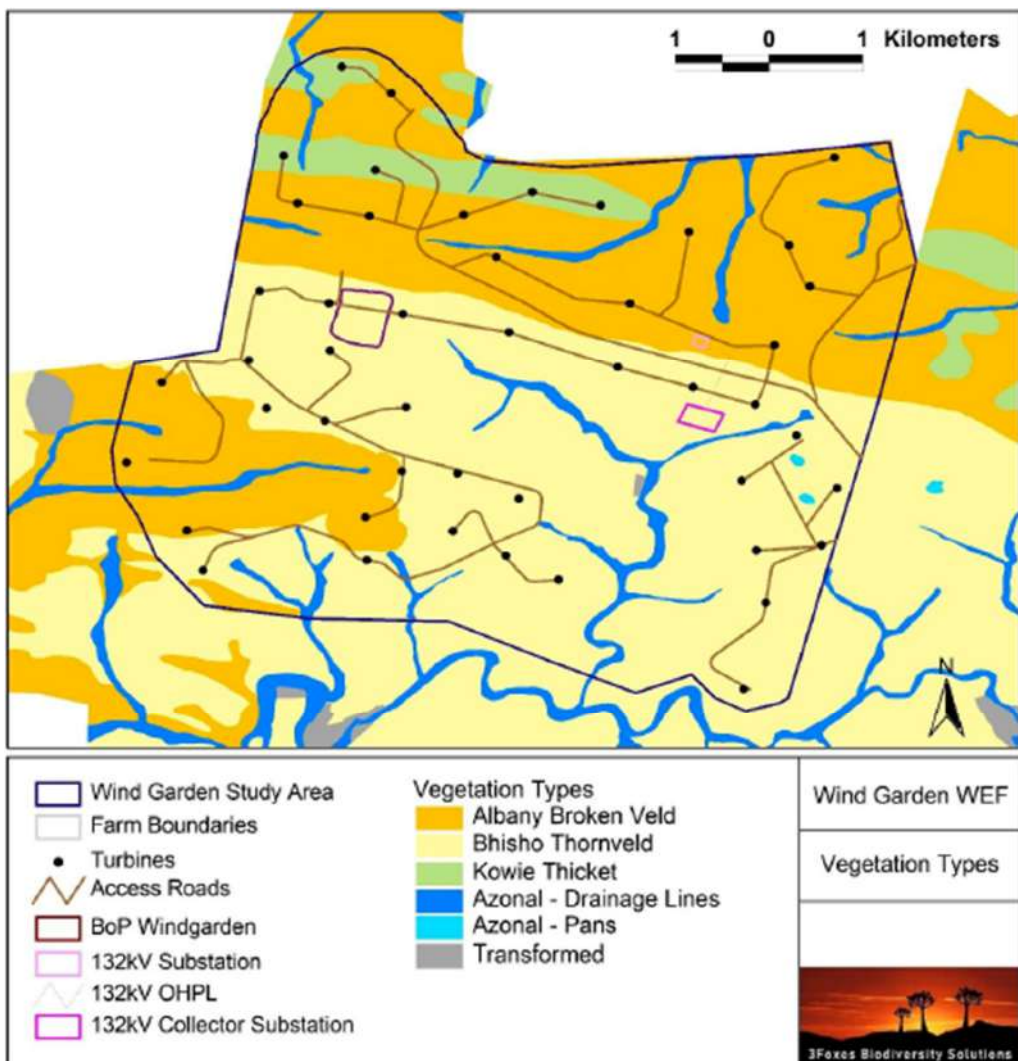 1 0 1 Kilometers
N
Wind Garden Study Area
Farm Boundaries
Turbines
Access Roads
BoP Windgarden
132kV Substation
132kV OHPL
132kV Collector Substation
Vegetation Types
Albany Broken Veld
Bhisho Thornveld
Kowie Thicket
Azonal - Drainage Lines
Azonal - Pans
Transformed
Wind Garden WEF
Vegetation Types
3Foxes Biodiversity Solutions